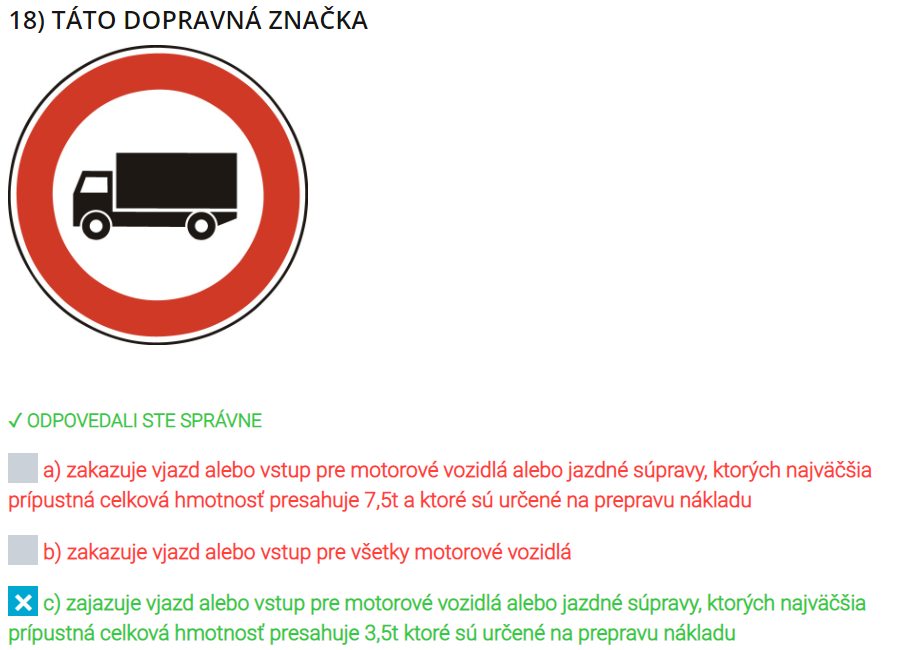 18) TÁTO DOPRAVNÁ ZNAČKA
✓ ODPOVEDALI STE SPRÁVNE
a) zakazuje vjazd alebo vstup pre motorové vozidlá alebo jazdné súpravy, ktorých najväčšia
prípustná celková hmotnosť presahuje 7,5t a ktoré sú určené na prepravu nákladu
b) zakazuje vjazd alebo vstup pre všetky motorové vozidlá
c) zajazuje vjazd alebo vstup pre motorové vozidlá alebo jazdné súpravy, ktorých najväčšia
prípustná celková hmotnosť presahuje 3,5t ktoré sú určené na prepravu nákladu